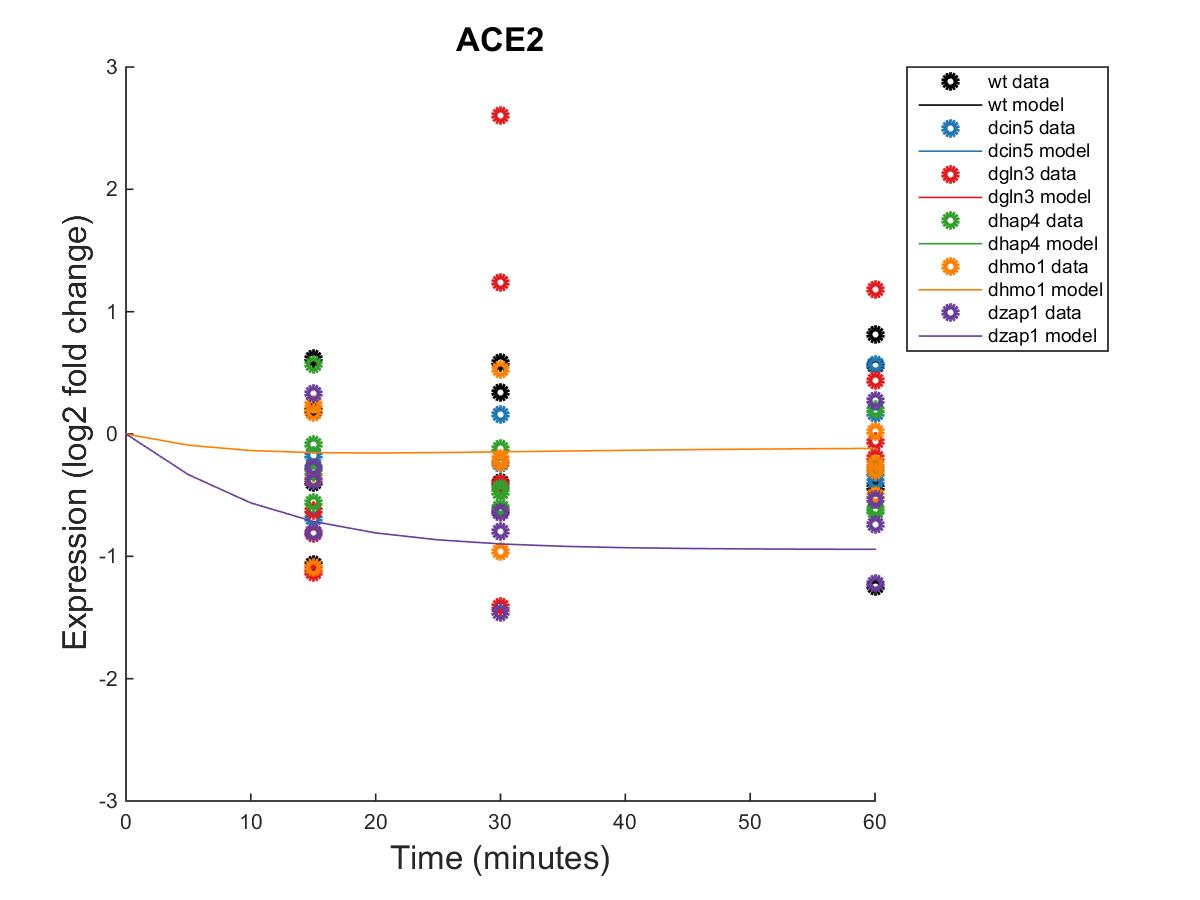 ACE2
3
2
1
0
-1
-2
-3
Expression (log2 fold change)
0 10 20 30 40 50 60
Time (minutes)
wt data
wt model
dcin5 data
dcin5 model
dgln3 data
dgln3 model
dhap4 data
dhap4 model
dhmo1 data
dhmo1 model
dzap1 data
dzap1 model